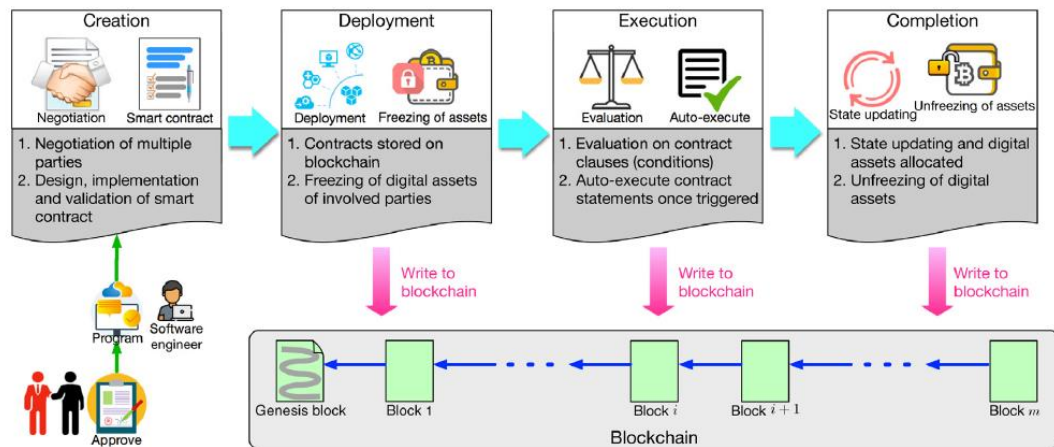 Creation
Negotiation
Smart contract
1. Negotiation of multiple
parties
2. Design, implementation
and validation of smart
contract
Program
Software
engineer
Approve
Deployment
Deployment
Freezing of assets
1. Contracts stored on
blockchain
2. Freezing of digital assets
of involved parties
Write to
blockchain
Execution
Evaluation
Auto-execute
1. Evaluation on contract
clauses (conditions)
2. Auto-execute contract
statements once triggered
Write to
blockchain
Completion
State updating
Unfreezing of assets
1. State updating and digital
assets allocated
2. Unfreezing of digital
assets
Write to
blockchain
Genesis block
Block 1
Block i
Block i + 1
Block m
Blockchain